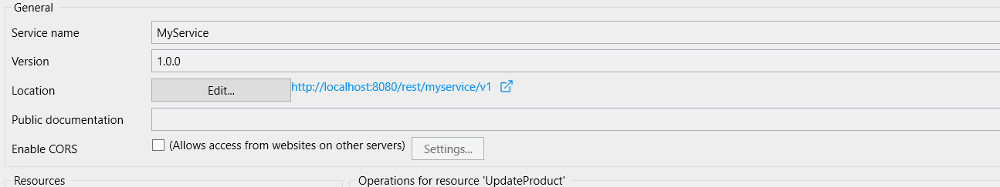 General
Service name MyService
Version 1.0.0
Location Edit... http://localhost:8080/rest/myservice/v1
Public documentation
Enable CORS (Allows access from websites on other servers) Settings...
Resources Operations for resource 'UpdateProduct'